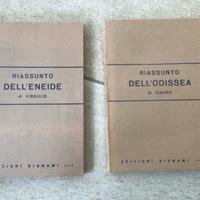 RIASSUNTO
DELL'ENEIDE
di VIRGILIO
EDIZIONI BIGNAMI
RIASSUNTO
DELL'ODISSEA
di OMERO
EDIZIONI BIGNAMI